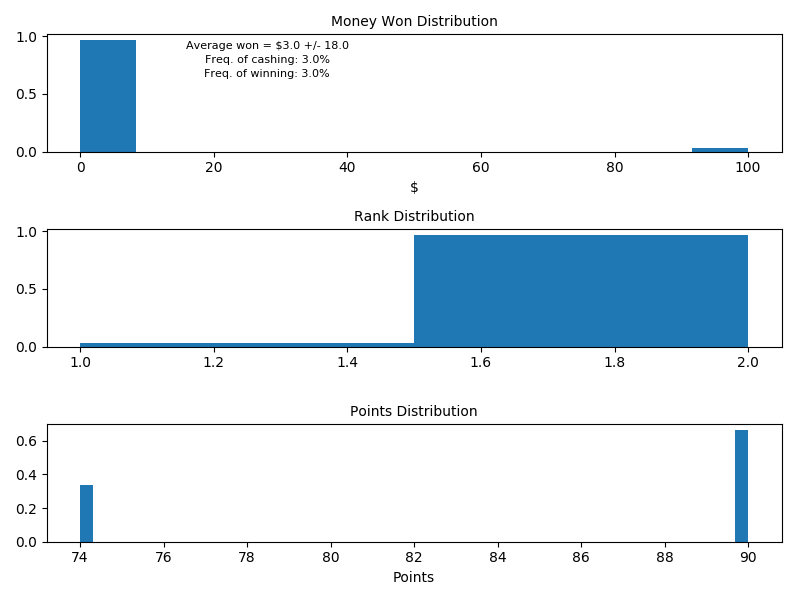 Money Won Distribution
Average won = $3.0 +/- 18.0
Freq. of cashing: 3.0%
Freq. of winning: 3.0%
1.0
0.5
0.0
0 20 40 60 80 100
$
Rank Distribution
1.0
0.5
0.0
1.0 1.2 1.4 1.6 1.8 2.0
Points Distribution
0.6
0.4
0.2
0.0
74 76 78 80 82 84 86 88 90
Points